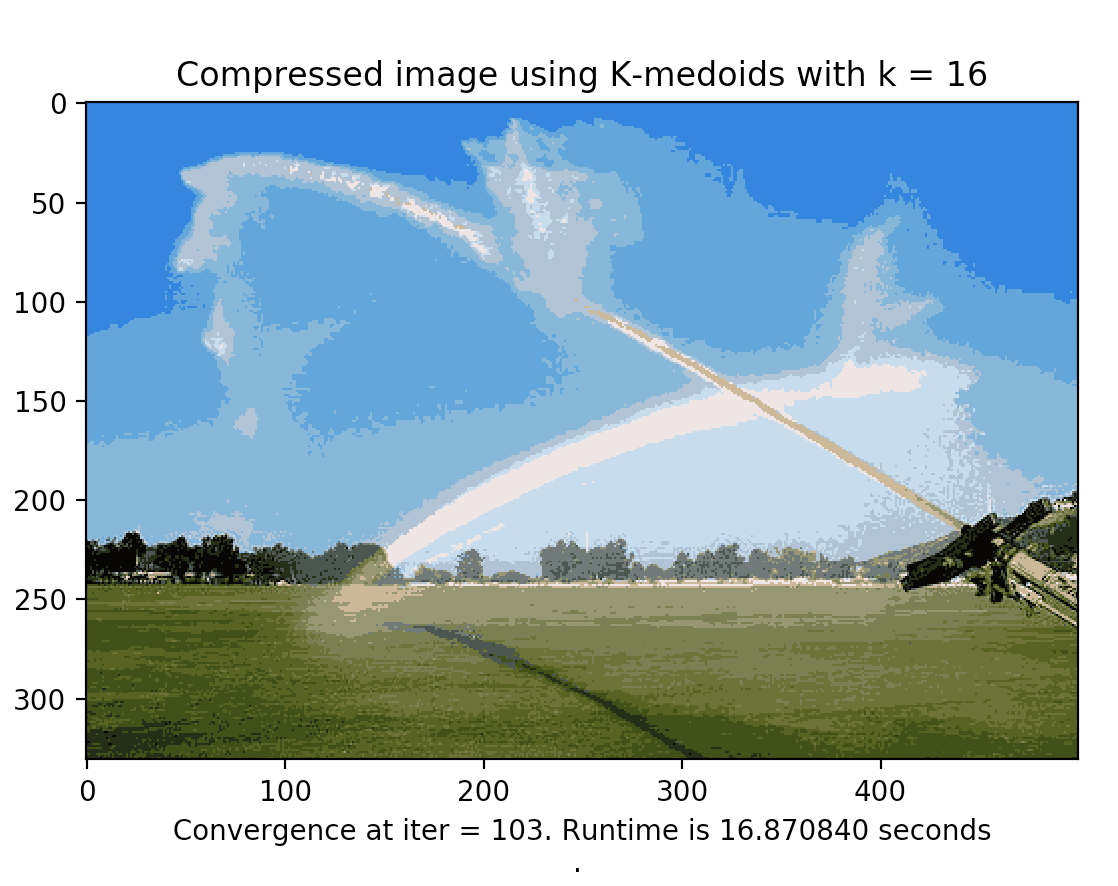 Compressed image using K-medoids with k = 16
0
50
100
150
200
250
300
0 100 200 300 400
Convergence at iter = 103. Runtime is 16.870840 seconds